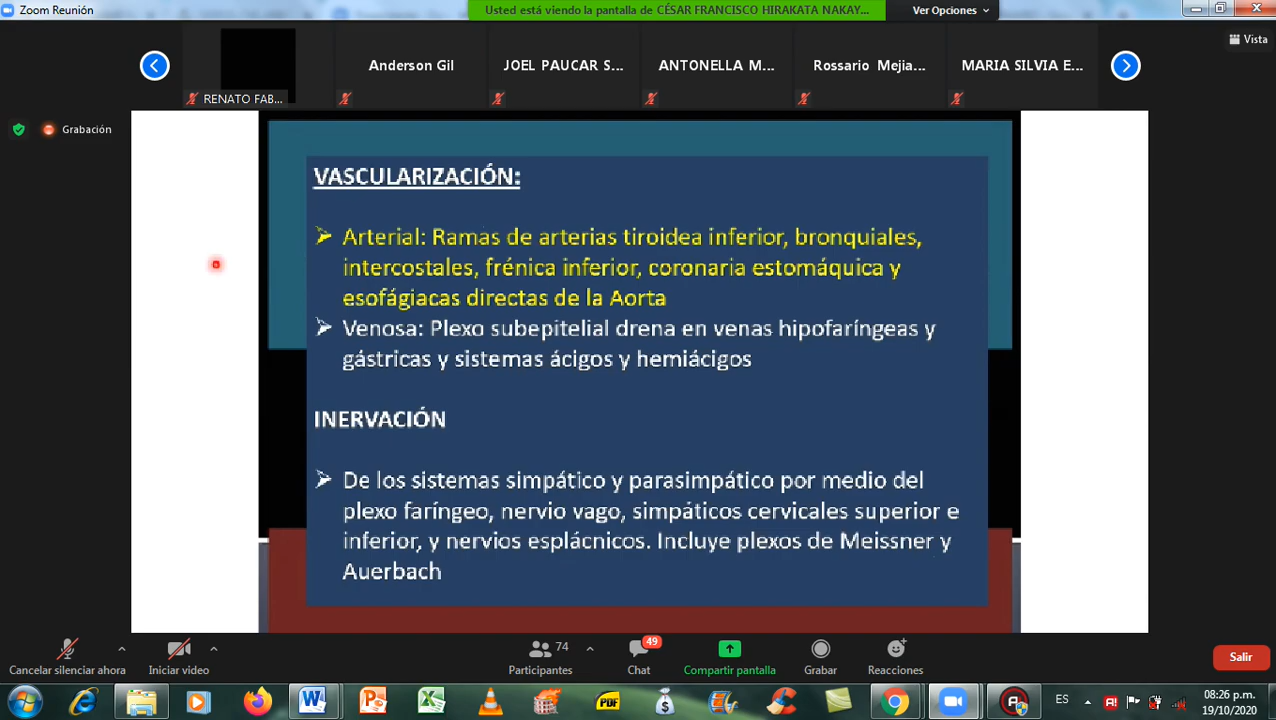 Zoom Reunión
Usted está viendo la pantalla de CÉSAR FRANCISCO HIRAKATA NAKAY...
Ver Opciones
Vista
RENATO FAB...
Anderson Gil
JOEL PAUCAR S...
ANTONELLA M...
Rossario Mejia...
MARIA SILVIA E...
Grabación
VASCULARIZACIÓN:
Arterial: Ramas de arterias tiroidea inferior, bronquiales,
intercostales, frénica inferior, coronaria estomáquica y
esofágiacas directas de la Aorta
Venosa: Plexo subepitelial drena en venas hipofaríngeas y
gástricas y sistemas ácigos y hemiácigos
INERVACIÓN
De los sistemas simpático y parasimpático por medio del
plexo faríngeo, nervio vago, simpáticos cervicales superior e
inferior, y nervios esplácnicos. Incluye plexos de Meissner y
Auerbach
Cancelar silenciar ahora
Iniciar video
74
Participantes
49
Chat
Compartir pantalla
Grabar
Reacciones
Salir
PDF
ES
08:26 p.m.
19/10/2020